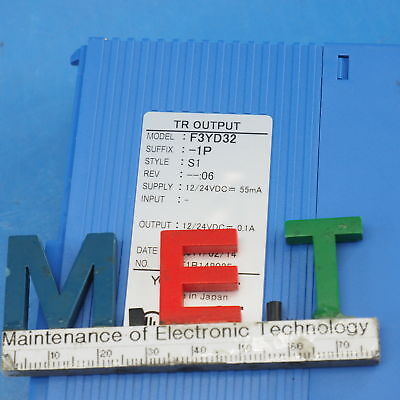 TR OUTPUT
MODEL : F3YD32
SUFFIX : -1P
STYLE : S1
REV : --:06
SUPPLY : 12/24VDC⎓ 55mA
INPUT : -
OUTPUT : 12/24VDC⎓ 0.1A
DATE
NO.
in Japan
M.E.T
Maintenance of Electronic Technology
10 20 30 40 50 60 70